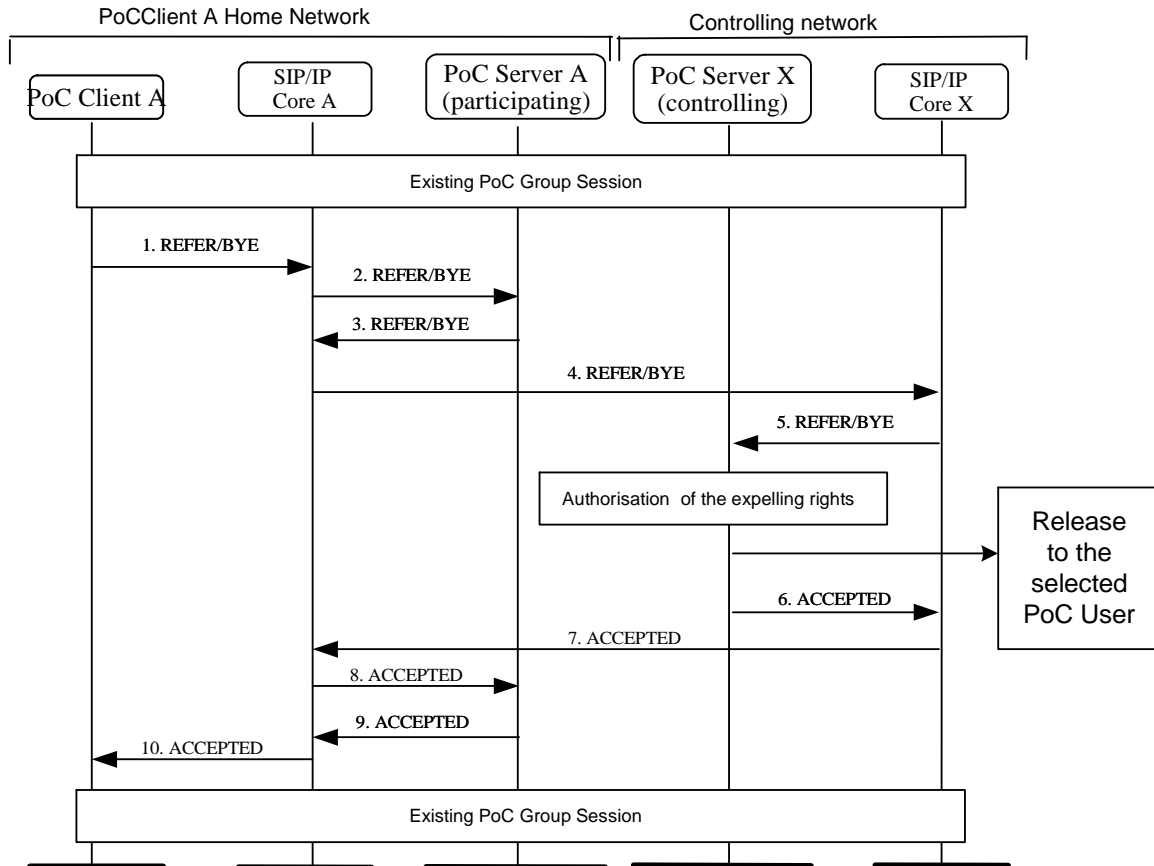 PoCClient A Home Network
Controlling network
PoC Client A
SIP/IP
Core A
PoC Server A
(participating)
PoC Server X
(controlling)
SIP/IP
Core X
Existing PoC Group Session
1. REFER/BYE
2. REFER/BYE
3. REFER/BYE
4. REFER/BYE
5. REFER/BYE
Authorisation of the expelling rights
Release
to the
selected
PoC User
6. ACCEPTED
7. ACCEPTED
8. ACCEPTED
9. ACCEPTED
10. ACCEPTED
Existing PoC Group Session